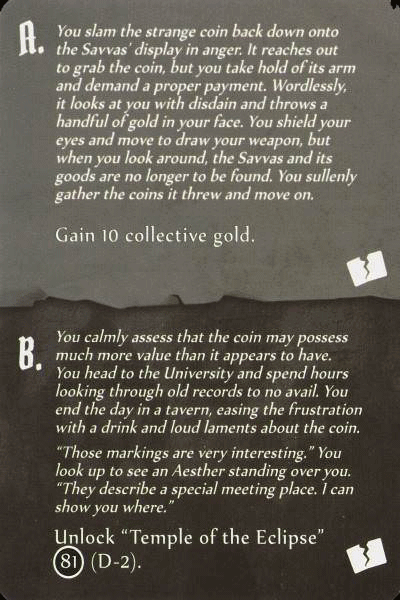 A.
You slam the strange coin back down onto
the Savvas' display in anger. It reaches out
to grab the coin, but you take hold of its arm
and demand a proper payment. Wordlessly,
it looks at you with disdain and throws a
handful of gold in your face. You shield your
eyes and move to draw your weapon, but
when you look around, the Savvas and its
goods are no longer to be found. You sullenly
gather the coins it threw and move on.
Gain 10 collective gold.
B.
You calmly assess that the coin may possess
much more value than it appears to have.
You head to the University and spend hours
looking through old records to no avail. You
end the day in a tavern, easing the frustration
with a drink and loud laments about the coin.
“Those markings are very interesting.” You
look up to see an Aesther standing over you.
“They describe a special meeting place. I can
show you where.”
Unlock “Temple of the Eclipse”
81 (D-2).